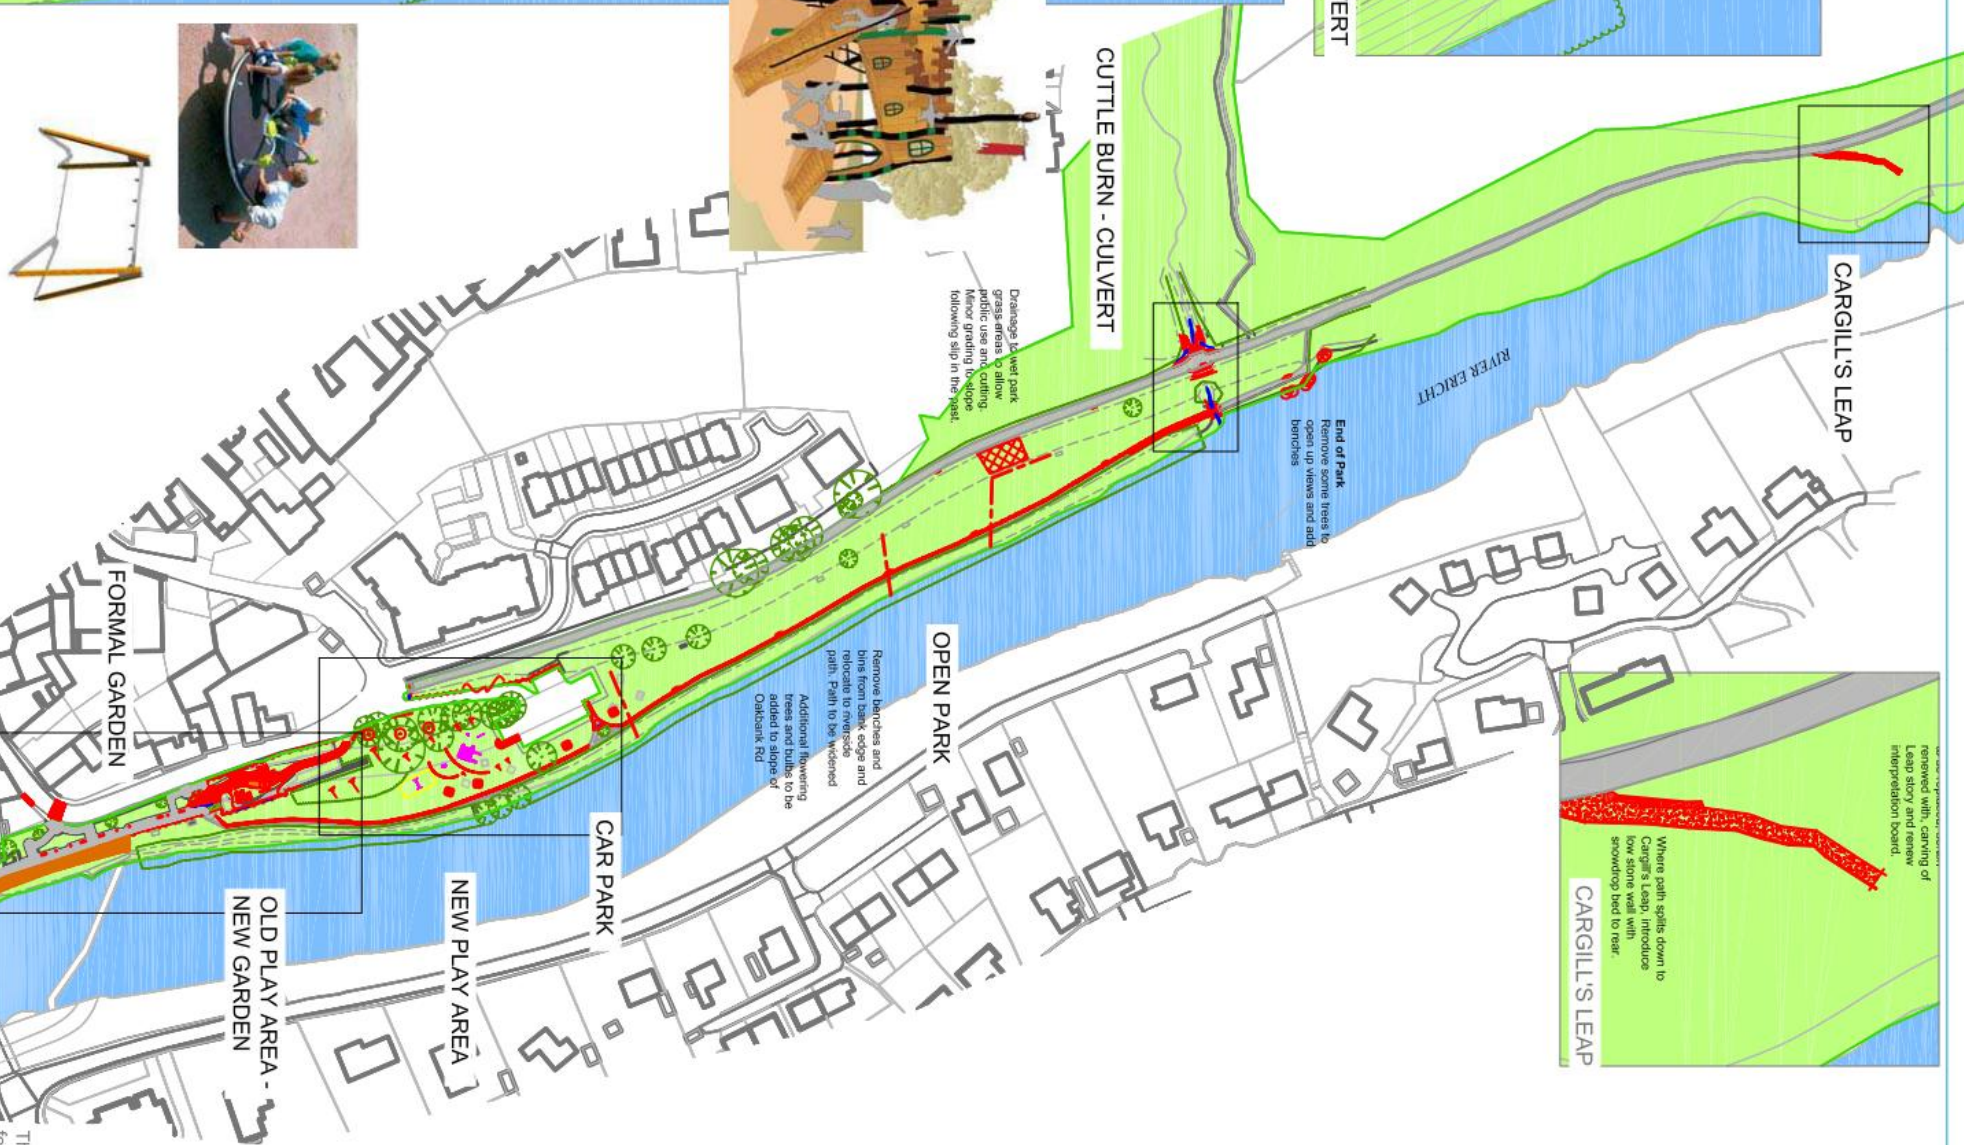 ERT
CUTTLE BURN - CULVERT
CARGILL'S LEAP
RIVER ERICHT
End of Park
Remove some trees to
open up views and add
benches
Drainage to wet park
grass areas to allow
public use and cutting.
Minor grading to slope
following slip in the past.
OPEN PARK
Remove benches and
bins from bank edge and
relocate to riverside
path. Path to be widened
Additional flowering
trees and bulbs to be
added to slope of
Oakbank Rd
CAR PARK
NEW PLAY AREA
OLD PLAY AREA -
NEW GARDEN
FORMAL GARDEN
renewed with, carving of
Leap story and renew
interpretation board.
Where path splits down to
Cargill's Leap, introduce
low stone wall with
snowdrop bed to rear.
CARGILL'S LEAP